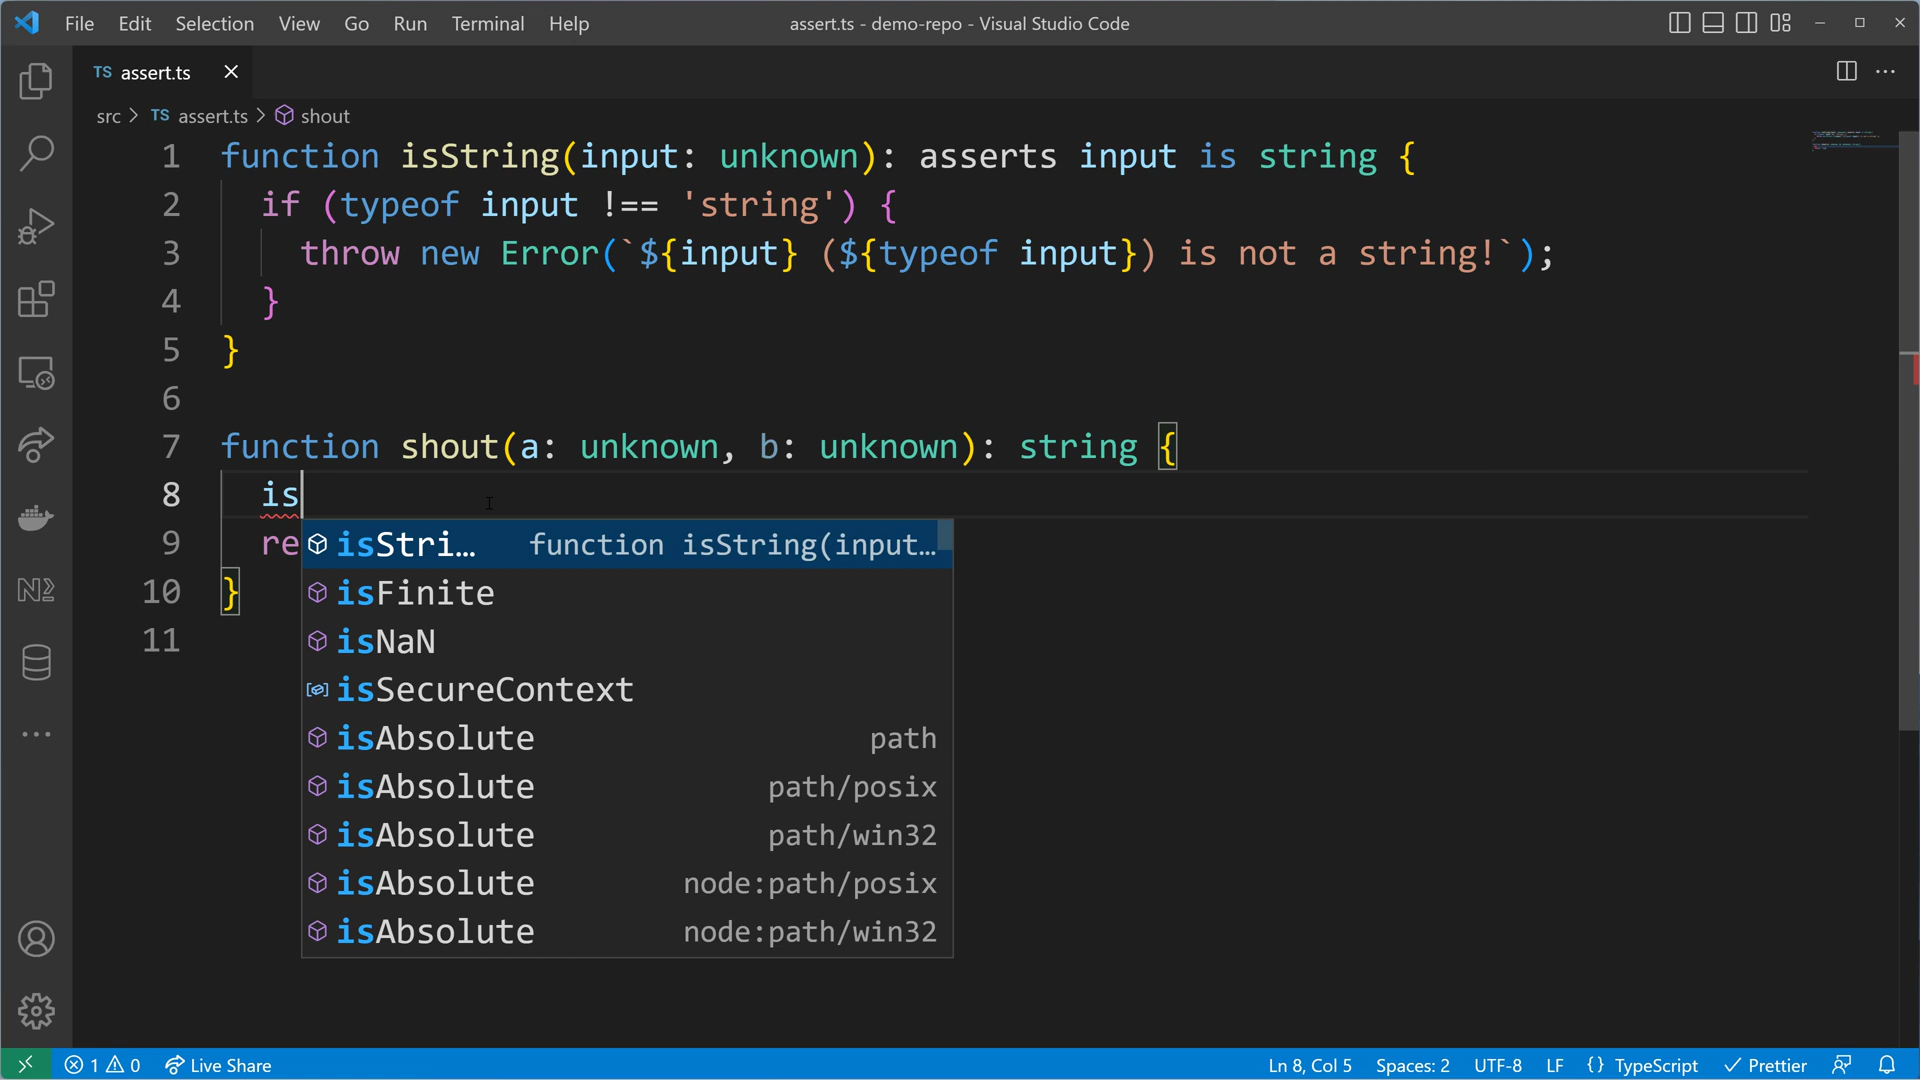 File Edit Selection View Go Run Terminal Help assert.ts - demo-repo - Visual Studio Code
TS assert.ts
src > TS assert.ts > shout
1 function isString(input: unknown): asserts input is string {
2 if (typeof input !== 'string') {
3 throw new Error(`${input} (${typeof input}) is not a string!`);
4 }
5 }
6
7 function shout(a: unknown, b: unknown): string {
8 is
9 re
isStri… function isString(input…
10 }
isFinite
11
isNaN
isSecureContext
isAbsolute path
isAbsolute path/posix
isAbsolute path/win32
isAbsolute node:path/posix
isAbsolute node:path/win32
1 0 Live Share Ln 8, Col 5 Spaces: 2 UTF-8 LF {} TypeScript Prettier